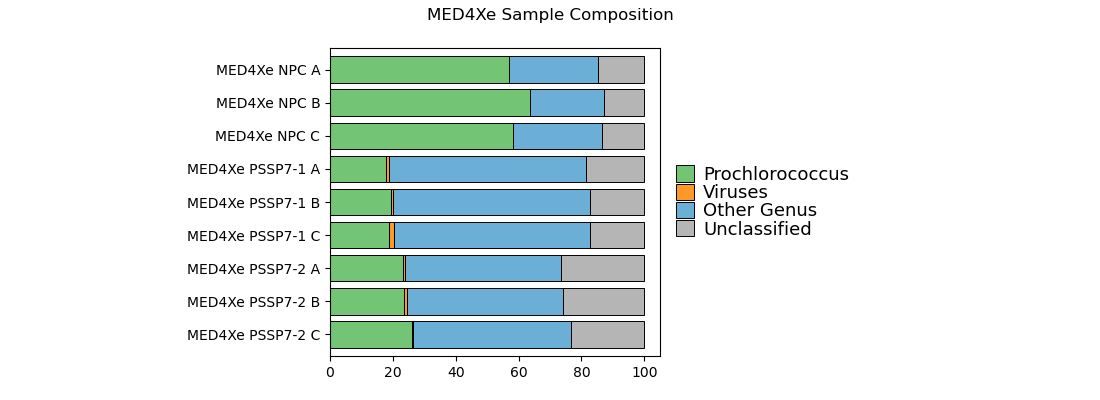 MED4Xe Sample Composition
MED4Xe NPC A
MED4Xe NPC B
MED4Xe NPC C
MED4Xe PSSP7-1 A
MED4Xe PSSP7-1 B
MED4Xe PSSP7-1 C
MED4Xe PSSP7-2 A
MED4Xe PSSP7-2 B
MED4Xe PSSP7-2 C
0 20 40 60 80 100
Prochlorococcus
Viruses
Other Genus
Unclassified